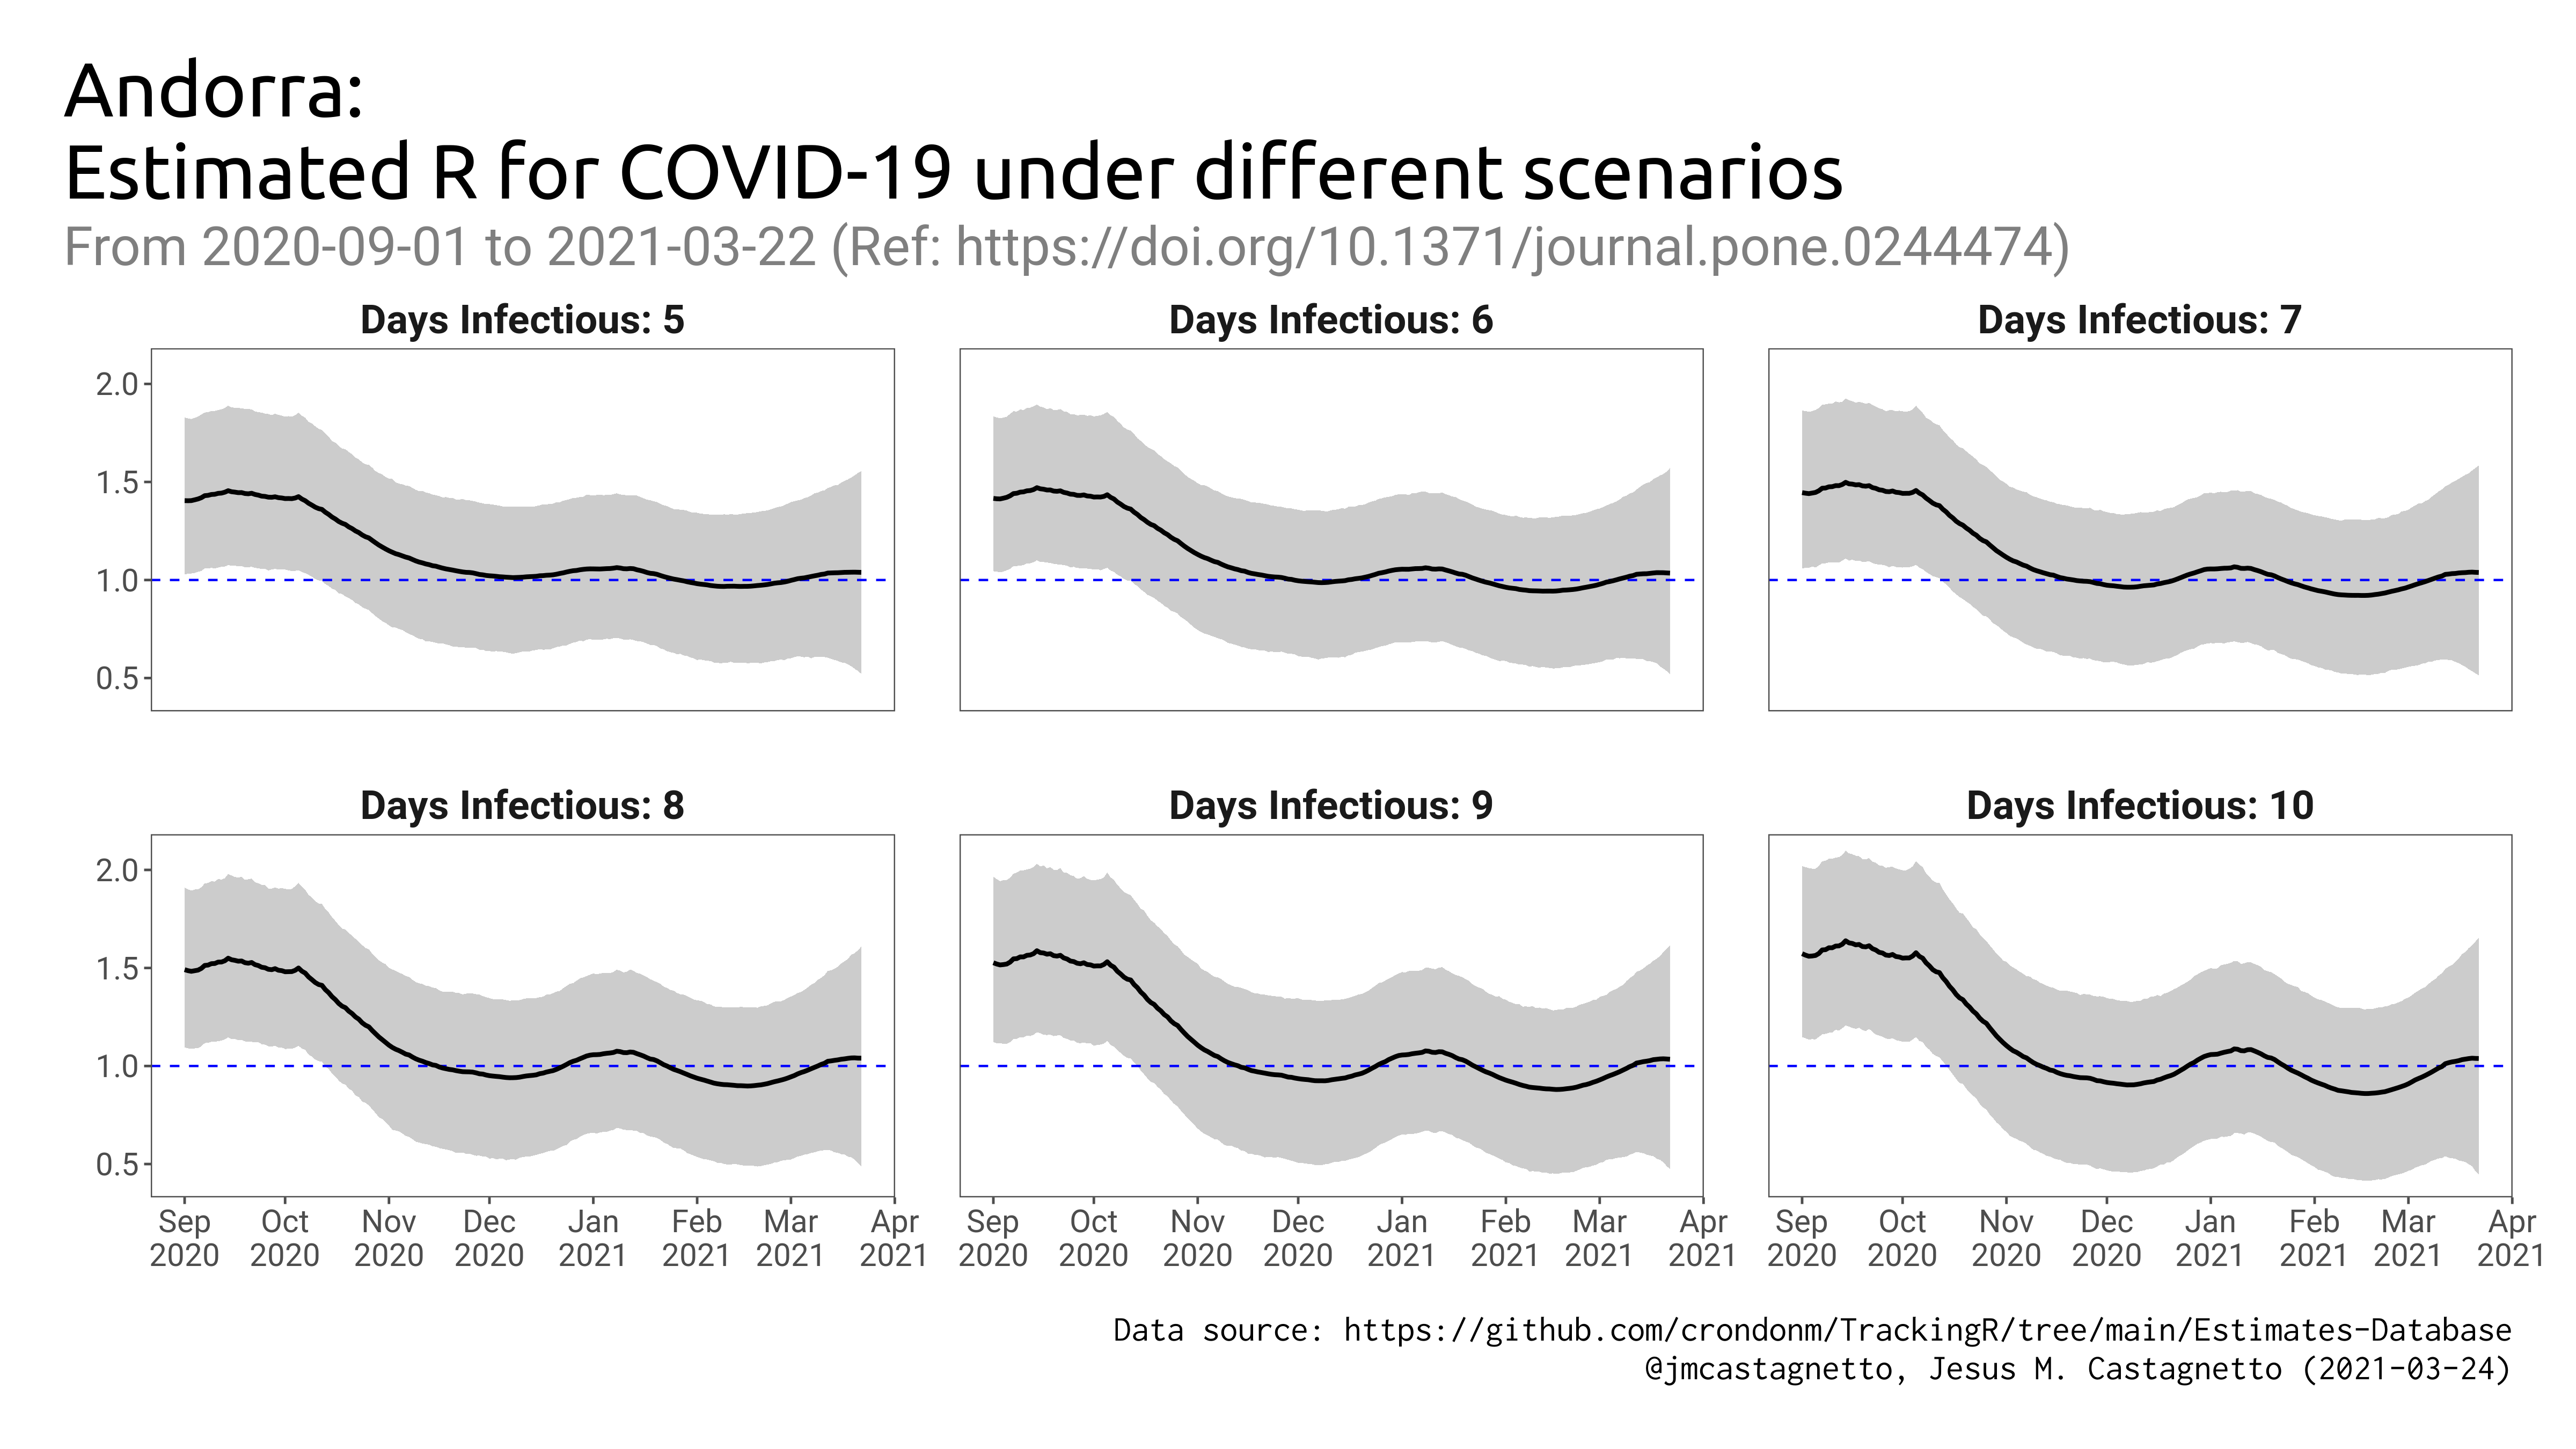 Andorra:
Estimated R for COVID-19 under different scenarios
From 2020-09-01 to 2021-03-22 (Ref: https://doi.org/10.1371/journal.pone.0244474)
Days Infectious: 5
Days Infectious: 6
Days Infectious: 7
2.0
1.5
1.0
0.5
Days Infectious: 8
Days Infectious: 9
Days Infectious: 10
2.0
1.5
1.0
0.5
Sep Oct Nov Dec Jan Feb Mar Apr
2020 2020 2020 2020 2021 2021 2021 2021
Sep Oct Nov Dec Jan Feb Mar Apr
2020 2020 2020 2020 2021 2021 2021 2021
Sep Oct Nov Dec Jan Feb Mar Apr
2020 2020 2020 2020 2021 2021 2021 2021
Data source: https://github.com/crondonm/TrackingR/tree/main/Estimates-Database
@jmcastagnetto, Jesus M. Castagnetto (2021-03-24)